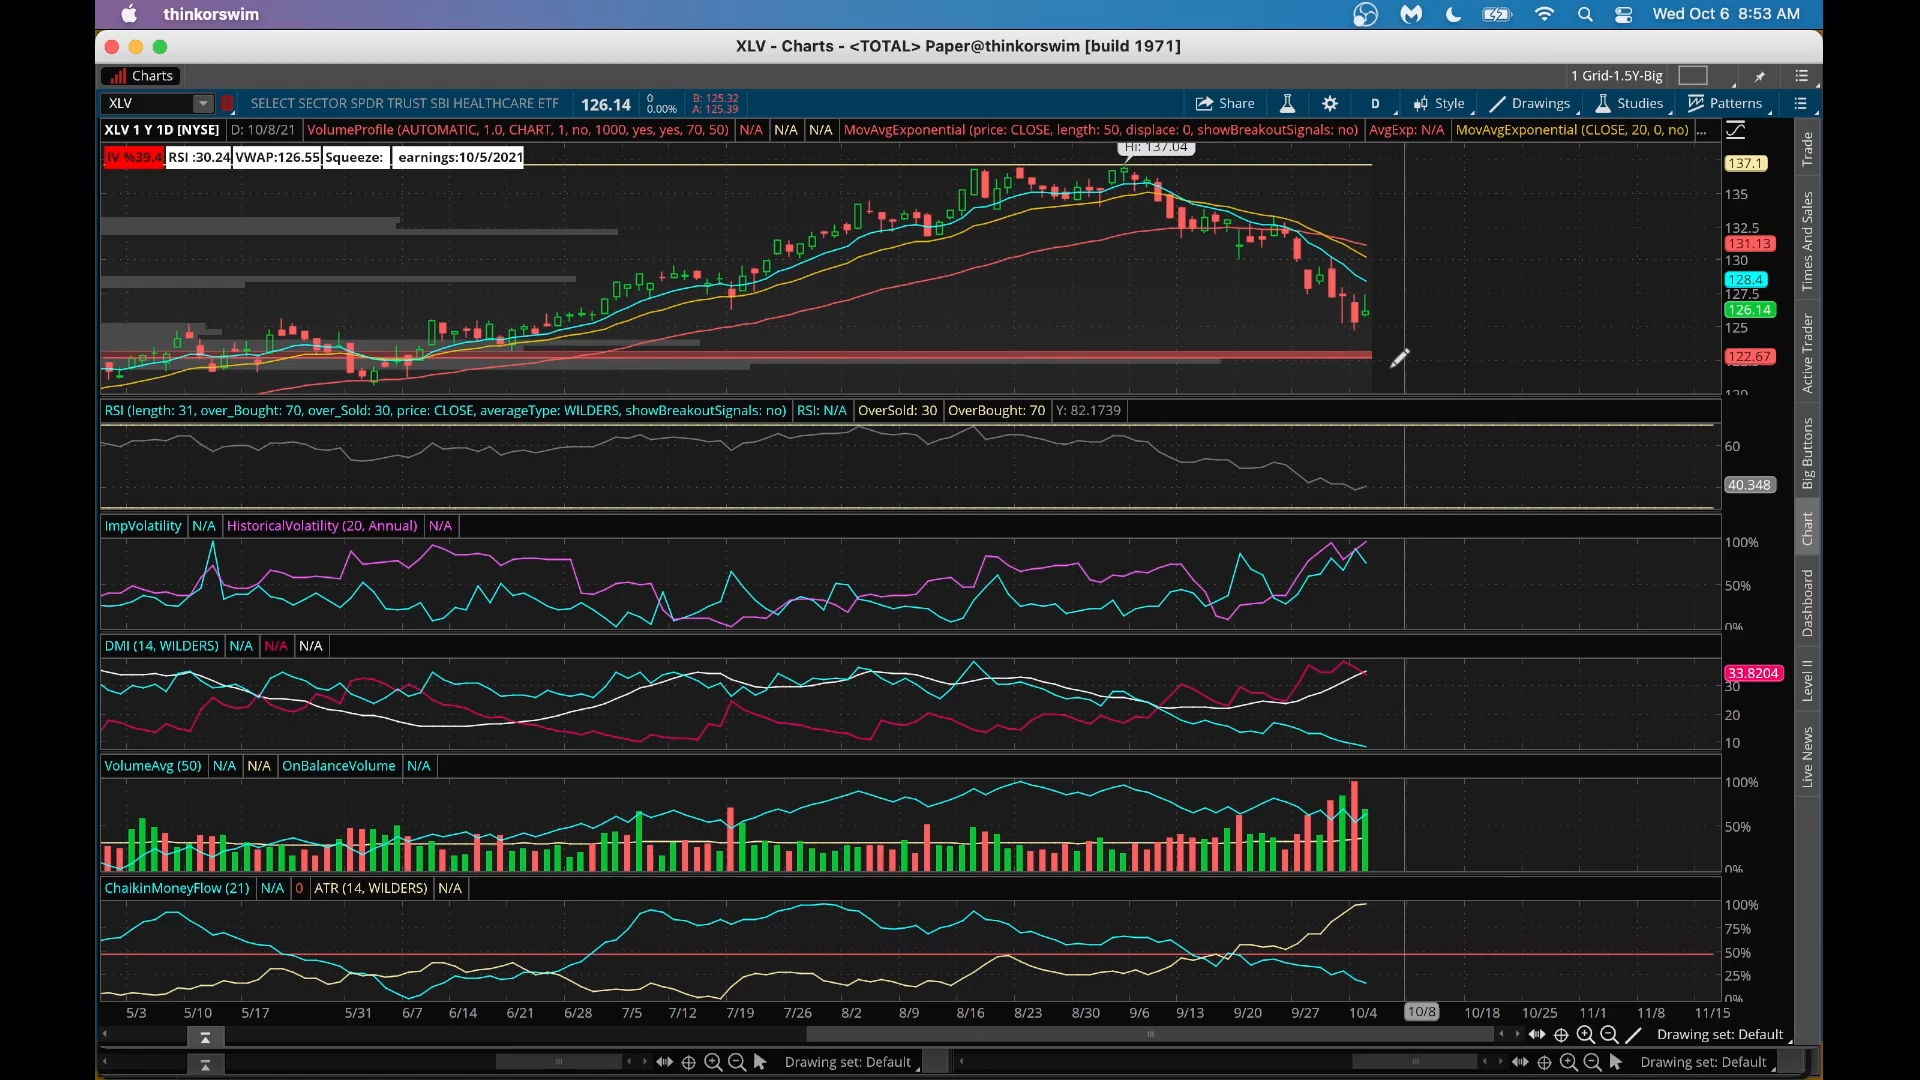 thinkorswim
Wed Oct 6 8:53 AM
XLV - Charts - <TOTAL> Paper@thinkorswim [build 1971]
Charts
1 Grid-1.5Y-Big
XLV
SELECT SECTOR SPDR TRUST SBI HEALTHCARE ETF
126.14
0
0.00%
B: 125.32
A: 125.39
Share
D
Style
Drawings
Studies
Patterns
XLV 1 Y 1D [NYSE] D: 10/8/21 VolumeProfile (AUTOMATIC, 1.0, CHART, 1, no, 1000, yes, yes, 70, 50) N/A N/A N/A MovAvgExponential (price: CLOSE, length: 50, displace: 0, showBreakoutSignals: no) AvgExp: N/A MovAvgExponential (CLOSE, 20, 0, no) ...
IV %39.4 RSI :30.24 VWAP:126.55 Squeeze: earnings:10/5/2021
Hi: 137.04
137.1
135
132.5
131.13
130
128.4
127.5
126.14
125
122.67
120
RSI (length: 31, over_Bought: 70, over_Sold: 30, price: CLOSE, averageType: WILDERS, showBreakoutSignals: no) RSI: N/A OverSold: 30 OverBought: 70 Y: 82.1739
60
40.348
ImpVolatility N/A HistoricalVolatility (20, Annual) N/A
100%
50%
0%
DMI (14, WILDERS) N/A N/A N/A
33.8204
30
20
10
VolumeAvg (50) N/A N/A OnBalanceVolume N/A
100%
50%
0%
ChaikinMoneyFlow (21) N/A 0 ATR (14, WILDERS) N/A
100%
75%
50%
25%
0%
5/3 5/10 5/17 5/31 6/7 6/14 6/21 6/28 7/5 7/12 7/19 7/26 8/2 8/9 8/16 8/23 8/30 9/6 9/13 9/20 9/27 10/4 10/8 10/18 10/25 11/1 11/8 11/15
Drawing set: Default
Drawing set: Default
Drawing set: Default
Trade
Times And Sales
Active Trader
Big Buttons
Chart
Dashboard
Level II
Live News